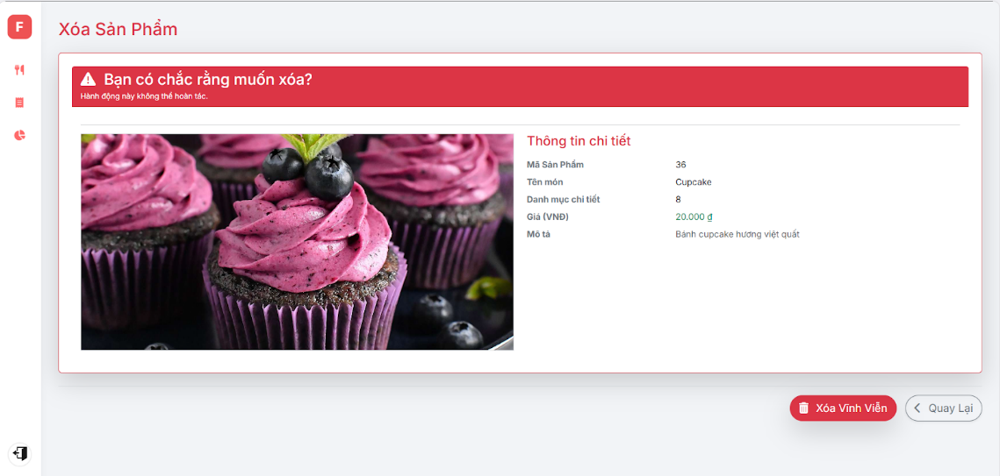 F
Xóa Sản Phẩm
Bạn có chắc rằng muốn xóa?
Hành động này không thể hoàn tác.
Thông tin chi tiết
Mã Sản Phẩm 36
Tên món Cupcake
Danh mục chi tiết 8
Giá (VNĐ) 20.000 ₫
Mô tả Bánh cupcake hương việt quất
Xóa Vĩnh Viễn
Quay Lại